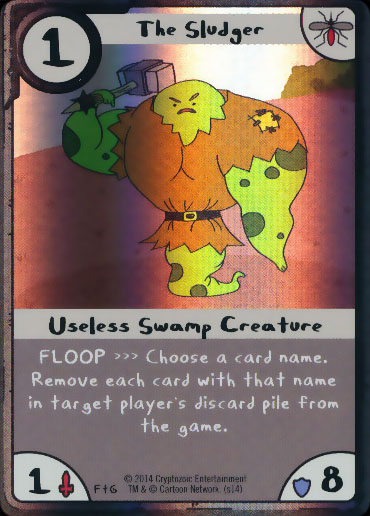 1
The Sludger
Useless Swamp Creature
FLOOP >>> Choose a card name.
Remove each card with that name
in target player's discard pile from
the game.
1
FtG
© 2014 Cryptozoic Entertainment
TM & © Cartoon Network. (s14)
8